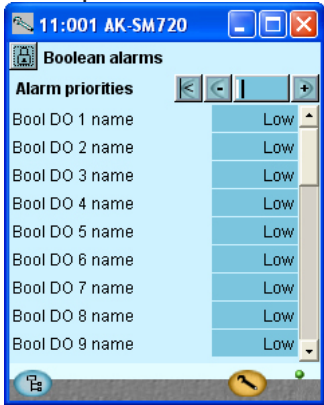 11:001 AK-SM720
Boolean alarms
Alarm priorities
Bool DO 1 name Low
Bool DO 2 name Low
Bool DO 3 name Low
Bool DO 4 name Low
Bool DO 5 name Low
Bool DO 6 name Low
Bool DO 7 name Low
Bool DO 8 name Low
Bool DO 9 name Low